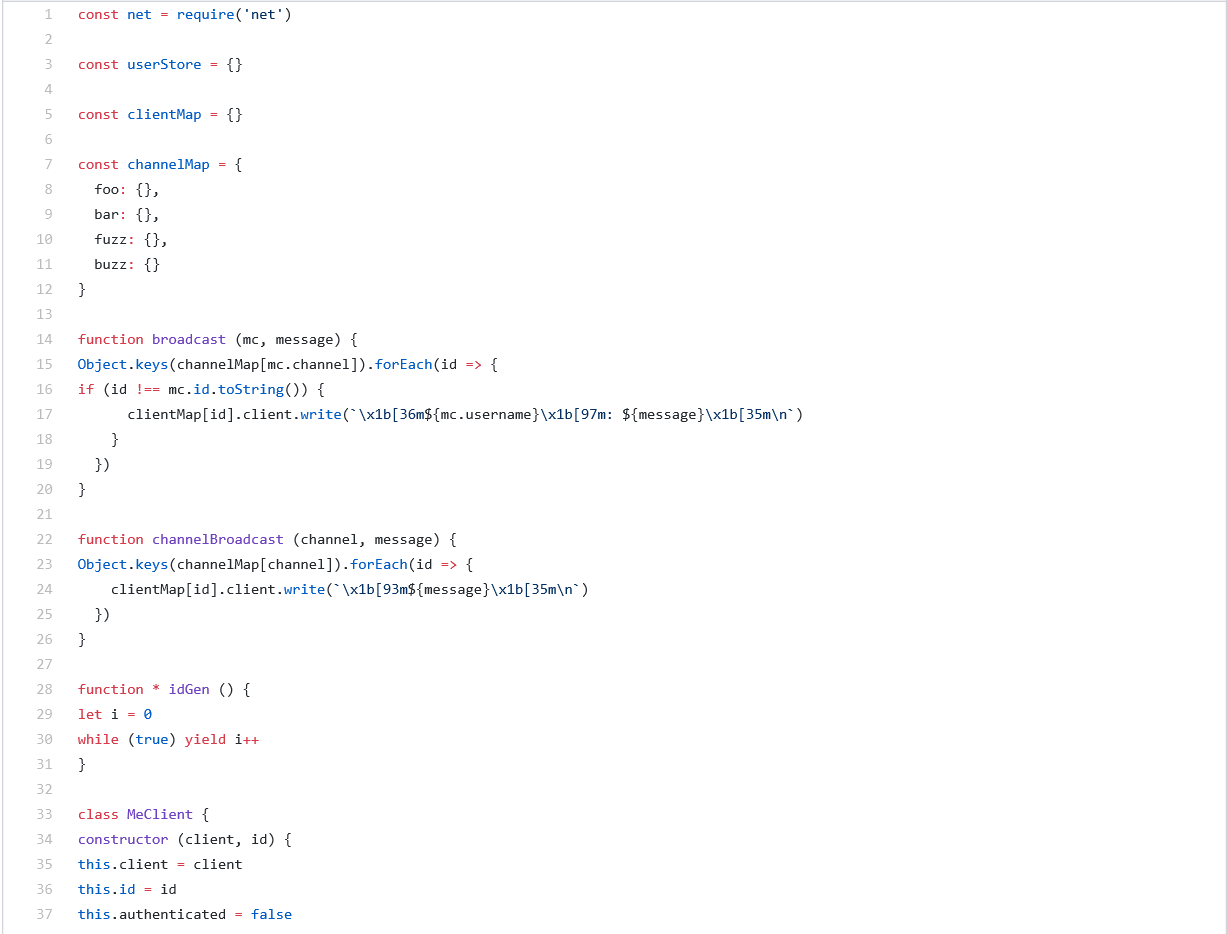 1 const net = require('net')
2
3 const userStore = {}
4
5 const clientMap = {}
6
7 const channelMap = {
8   foo: {},
9   bar: {},
10   fuzz: {},
11   buzz: {}
12 }
13
14 function broadcast (mc, message) {
15 Object.keys(channelMap[mc.channel]).forEach(id => {
16 if (id !== mc.id.toString()) {
17       clientMap[id].client.write(`\x1b[36m${mc.username}\x1b[97m: ${message}\x1b[35m\n`)
18     }
19   })
20 }
21
22 function channelBroadcast (channel, message) {
23 Object.keys(channelMap[channel]).forEach(id => {
24     clientMap[id].client.write(`\x1b[93m${message}\x1b[35m\n`)
25   })
26 }
27
28 function * idGen () {
29 let i = 0
30 while (true) yield i++
31 }
32
33 class MeClient {
34 constructor (client, id) {
35 this.client = client
36 this.id = id
37 this.authenticated = false